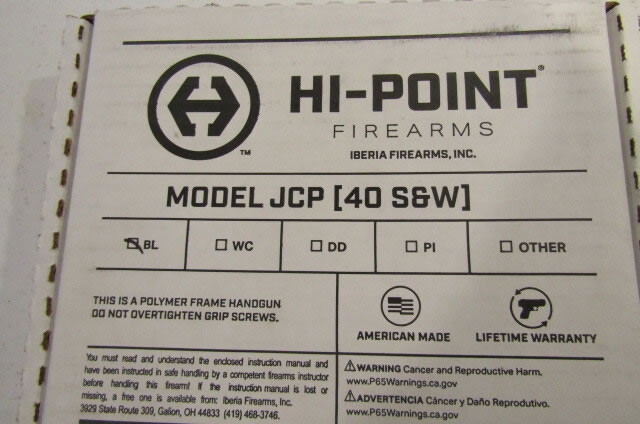 HI-POINT®
FIREARMS
IBERIA FIREARMS, INC.
™
MODEL JCP [40 S&W]
BL WC DD PI OTHER
THIS IS A POLYMER FRAME HANDGUN
DO NOT OVERTIGHTEN GRIP SCREWS.
AMERICAN MADE LIFETIME WARRANTY
You must read and understand the enclosed instruction manual and
have been instructed in safe handling by a competent firearms instructor
before handling this firearm! If the instruction manual is lost or
missing, a free one is available from: Iberia Firearms, Inc.
3929 State Route 309, Galion, OH 44833 (419) 468-3746.
⚠WARNING Cancer and Reproductive Harm.
www.P65Warnings.ca.gov
⚠ADVERTENCIA Cáncer y Daño Reprodutivo.
www.P65Warnings.ca.gov